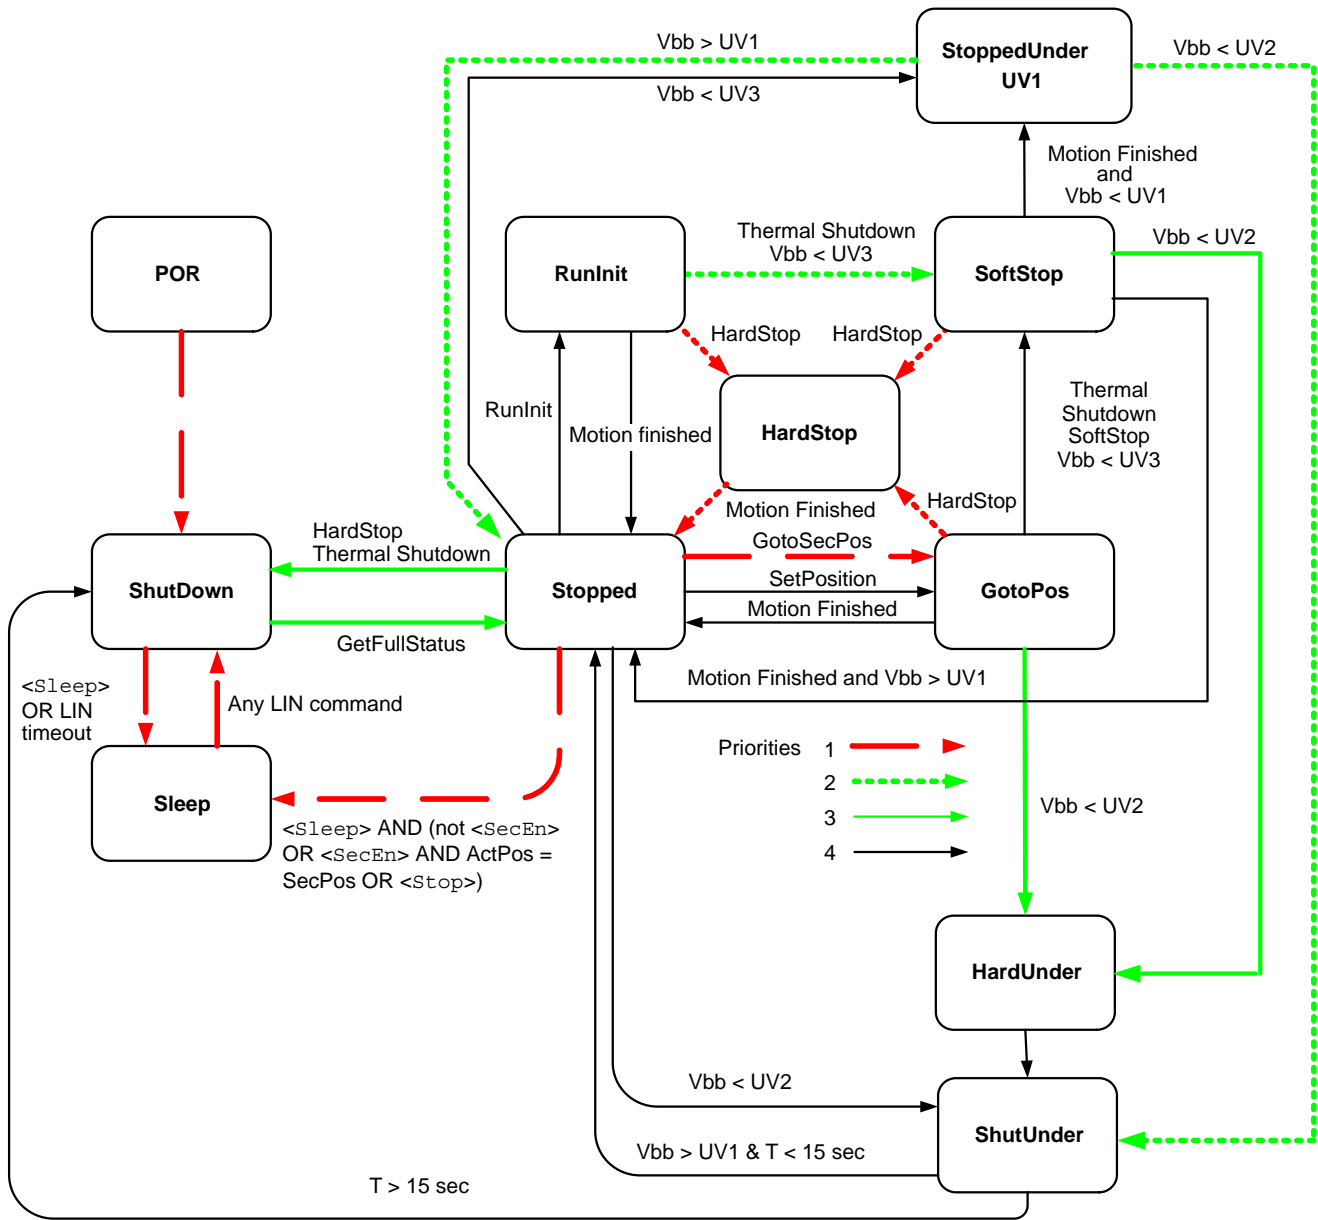 Vbb > UV1
StoppedUnder
UV1
Vbb < UV2
Vbb < UV3
Motion Finished
and
Vbb < UV1
POR
RunInit
Thermal Shutdown
Vbb < UV3
SoftStop
Vbb < UV2
HardStop
HardStop
RunInit
Motion finished
HardStop
Thermal
Shutdown
SoftStop
Vbb < UV3
HardStop
Motion Finished
HardStop
Thermal Shutdown
GotoSecPos
ShutDown
Stopped
SetPosition
GotoPos
Motion Finished
GetFullStatus
<Sleep>
OR LIN
timeout
Any LIN command
Motion Finished and Vbb > UV1
Priorities
1
2
3
4
Sleep
Vbb < UV2
<Sleep> AND (not <SecEn>
OR <SecEn> AND ActPos =
SecPos OR <Stop>)
HardUnder
Vbb < UV2
ShutUnder
Vbb > UV1 & T < 15 sec
T > 15 sec